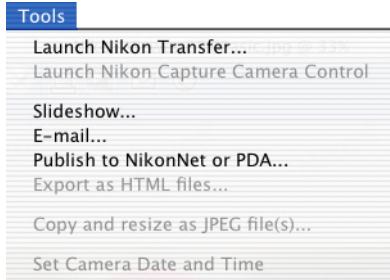 Tools
Launch Nikon Transfer...
Launch Nikon Capture Camera Control
Slideshow...
E-mail...
Publish to NikonNet or PDA...
Export as HTML files...
Copy and resize as JPEG file(s)...
Set Camera Date and Time